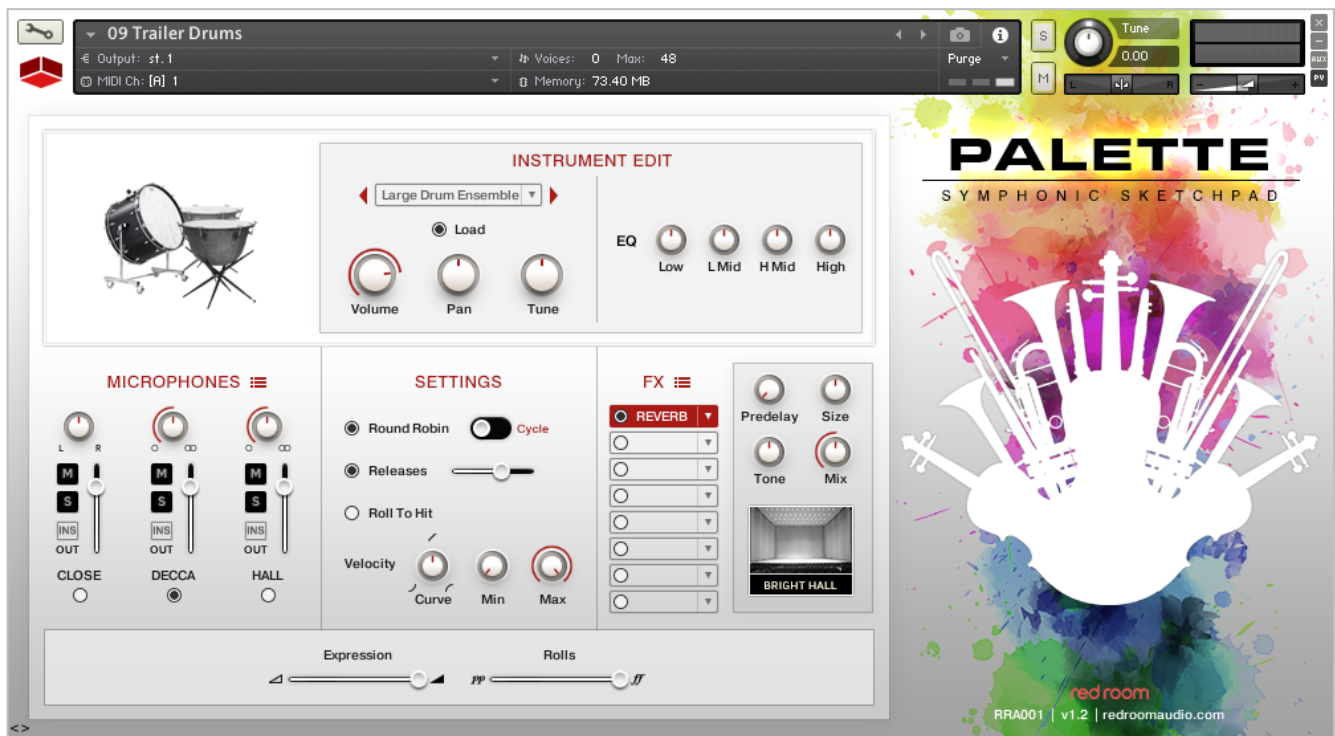 09 Trailer Drums
Output: st.1
Voices: 0 Max: 48
Purge
MIDI Ch: [A] 1
Memory: 73.40 MB
S
M
Tune
0.00
L R
- +
×
-
AUX
PV
INSTRUMENT EDIT
Large Drum Ensemble
Load
Volume Pan Tune
EQ
Low L Mid H Mid High
PALETTE
SYMPHONIC SKETCHPAD
MICROPHONES
L R
M M M
S S S
INS INS INS
OUT OUT OUT
CLOSE DECCA HALL
SETTINGS
Round Robin Cycle
Releases
Roll To Hit
Velocity
Curve Min Max
FX
REVERB
Predelay Size
Tone Mix
BRIGHT HALL
Expression Rolls
pp ff
red room
RRA001 | v1.2 | redroomaudio.com
<>